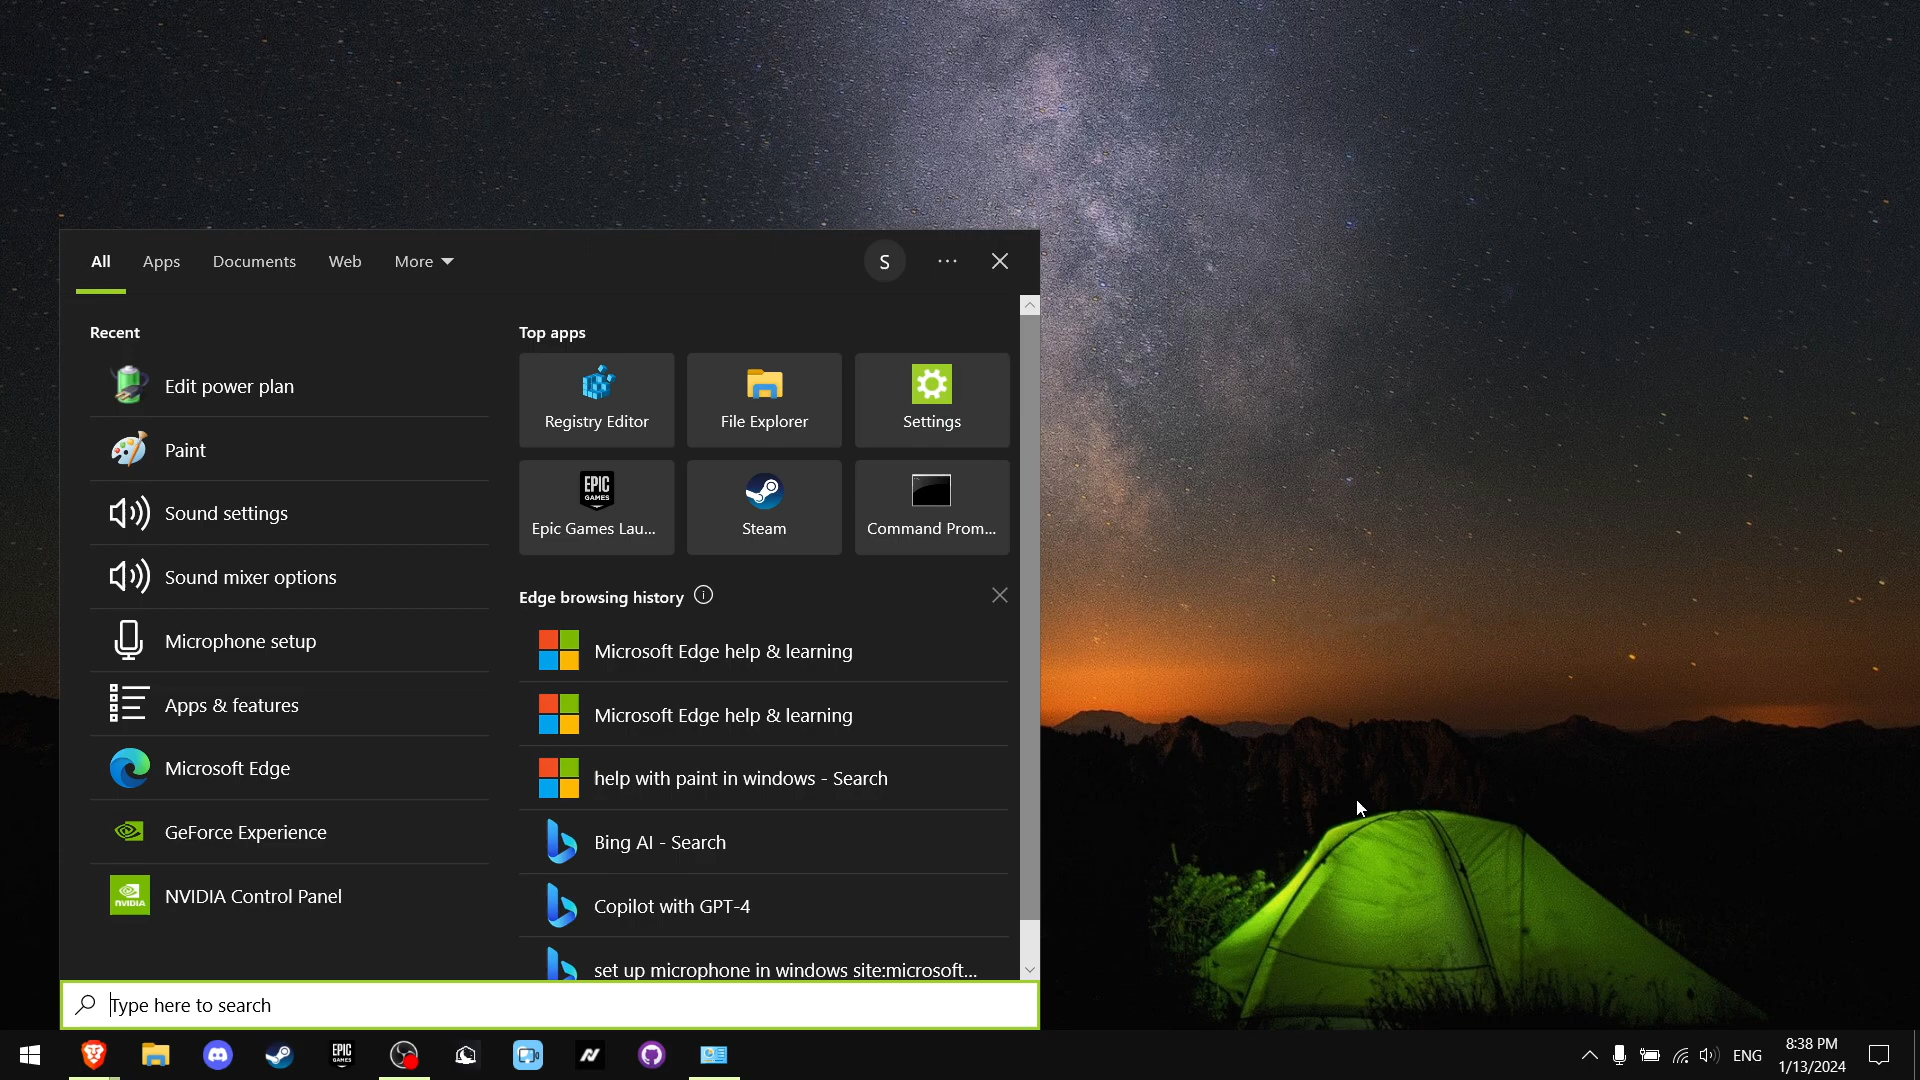 All
Apps
Documents
Web
More
S
Recent
Edit power plan
Paint
Sound settings
Sound mixer options
Microphone setup
Apps & features
Microsoft Edge
GeForce Experience
NVIDIA
NVIDIA Control Panel
Top apps
Registry Editor
File Explorer
Settings
EPIC
GAMES
Epic Games Lau...
Steam
Command Prom...
Edge browsing history
Microsoft Edge help & learning
Microsoft Edge help & learning
help with paint in windows - Search
Bing AI - Search
Copilot with GPT-4
set up microphone in windows site:microsoft...
Type here to search
EPIC
ENG
8:38 PM
1/13/2024